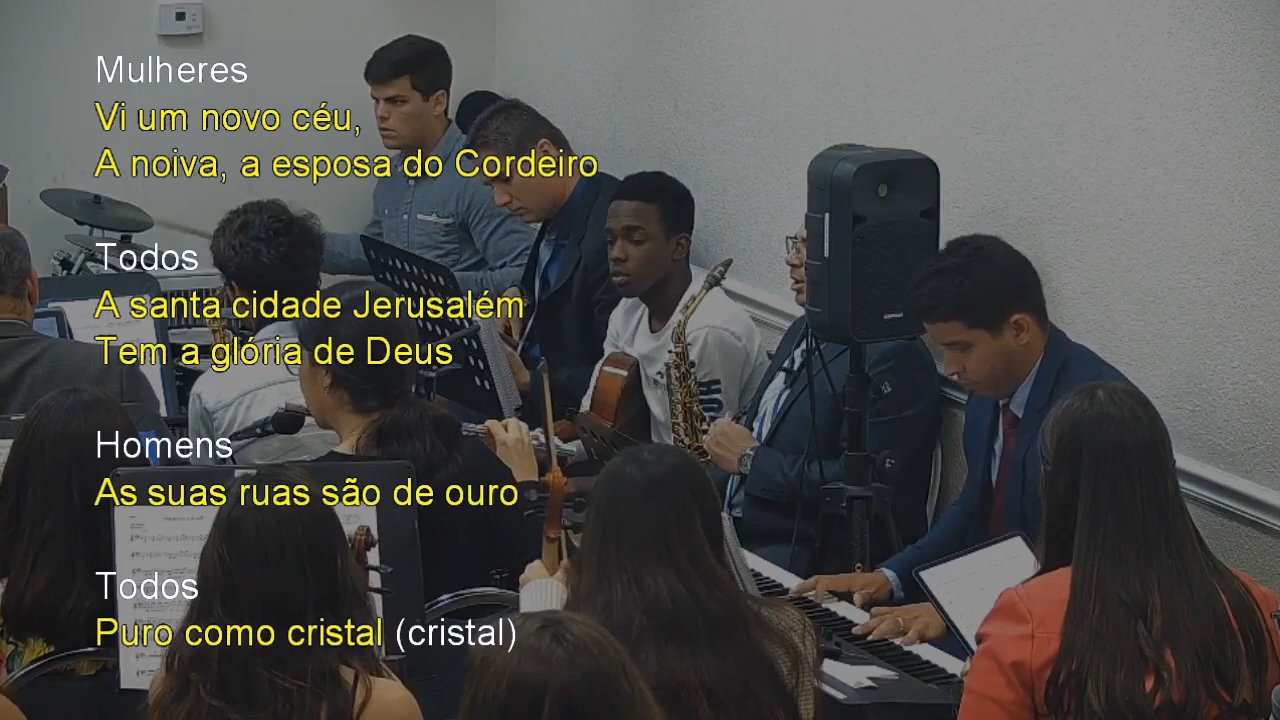 Mulheres
Vi um novo céu,
A noiva, a esposa do Cordeiro
Todos
A santa cidade Jerusalém
Tem a glória de Deus
Homens
As suas ruas são de ouro
Todos
Puro como cristal (cristal)